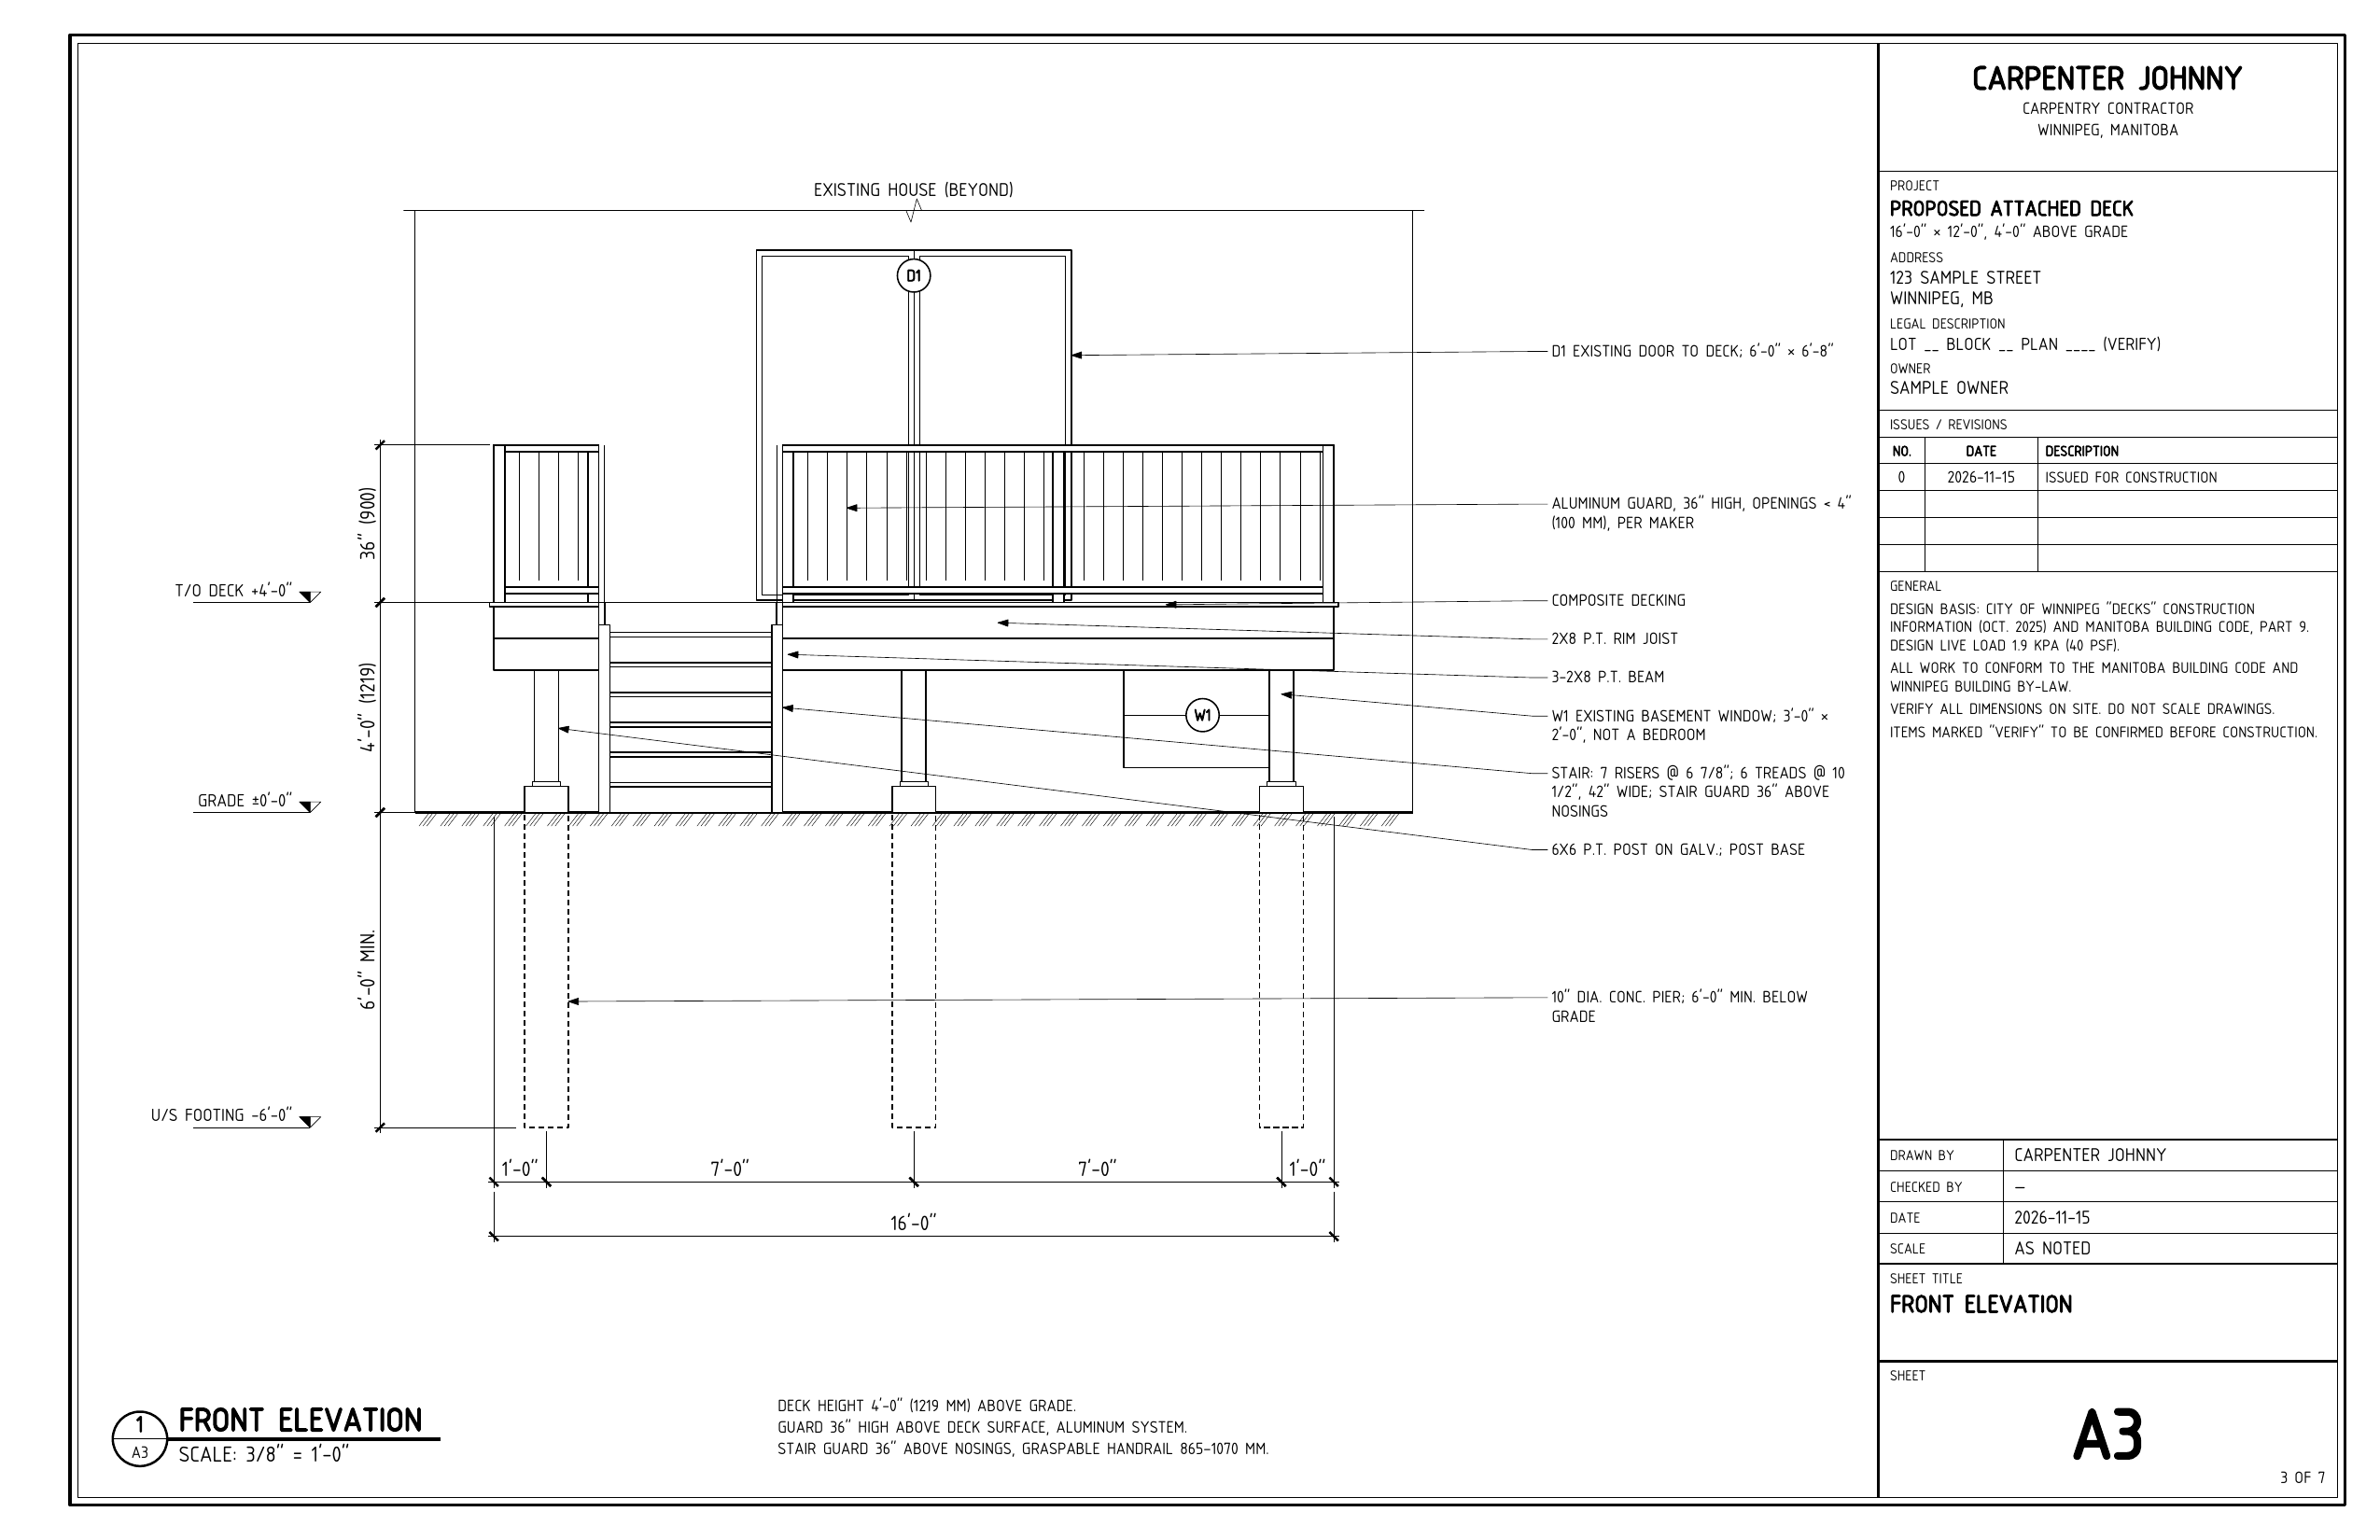 EXISTING HOUSE (BEYOND)
D1
D1 EXISTING DOOR TO DECK; 6'-0" × 6'-8"
36" (900)
ALUMINUM GUARD, 36" HIGH, OPENINGS < 4"
(100 MM), PER MAKER
T/O DECK +4'-0"
COMPOSITE DECKING
2X8 P.T. RIM JOIST
3-2X8 P.T. BEAM
4'-0" (1219)
W1
W1 EXISTING BASEMENT WINDOW; 3'-0" ×
2'-0", NOT A BEDROOM
STAIR: 7 RISERS @ 6 7/8"; 6 TREADS @ 10
1/2", 42" WIDE; STAIR GUARD 36" ABOVE
NOSINGS
GRADE ±0'-0"
6X6 P.T. POST ON GALV.; POST BASE
6'-0" MIN.
10" DIA. CONC. PIER; 6'-0" MIN. BELOW
GRADE
U/S FOOTING -6'-0"
1'-0" 7'-0" 7'-0" 1'-0"
16'-0"
1
A3
FRONT ELEVATION
SCALE: 3/8" = 1'-0"
DECK HEIGHT 4'-0" (1219 MM) ABOVE GRADE.
GUARD 36" HIGH ABOVE DECK SURFACE, ALUMINUM SYSTEM.
STAIR GUARD 36" ABOVE NOSINGS, GRASPABLE HANDRAIL 865-1070 MM.
CARPENTER JOHNNY
CARPENTRY CONTRACTOR
WINNIPEG, MANITOBA
PROJECT
PROPOSED ATTACHED DECK
16'-0" × 12'-0", 4'-0" ABOVE GRADE
ADDRESS
123 SAMPLE STREET
WINNIPEG, MB
LEGAL DESCRIPTION
LOT __ BLOCK __ PLAN ____ (VERIFY)
OWNER
SAMPLE OWNER
ISSUES / REVISIONS
NO. DATE DESCRIPTION
0 2026-11-15 ISSUED FOR CONSTRUCTION
GENERAL
DESIGN BASIS: CITY OF WINNIPEG "DECKS" CONSTRUCTION
INFORMATION (OCT. 2025) AND MANITOBA BUILDING CODE, PART 9.
DESIGN LIVE LOAD 1.9 KPA (40 PSF).
ALL WORK TO CONFORM TO THE MANITOBA BUILDING CODE AND
WINNIPEG BUILDING BY-LAW.
VERIFY ALL DIMENSIONS ON SITE. DO NOT SCALE DRAWINGS.
ITEMS MARKED "VERIFY" TO BE CONFIRMED BEFORE CONSTRUCTION.
DRAWN BY CARPENTER JOHNNY
CHECKED BY —
DATE 2026-11-15
SCALE AS NOTED
SHEET TITLE
FRONT ELEVATION
SHEET
A3
3 OF 7